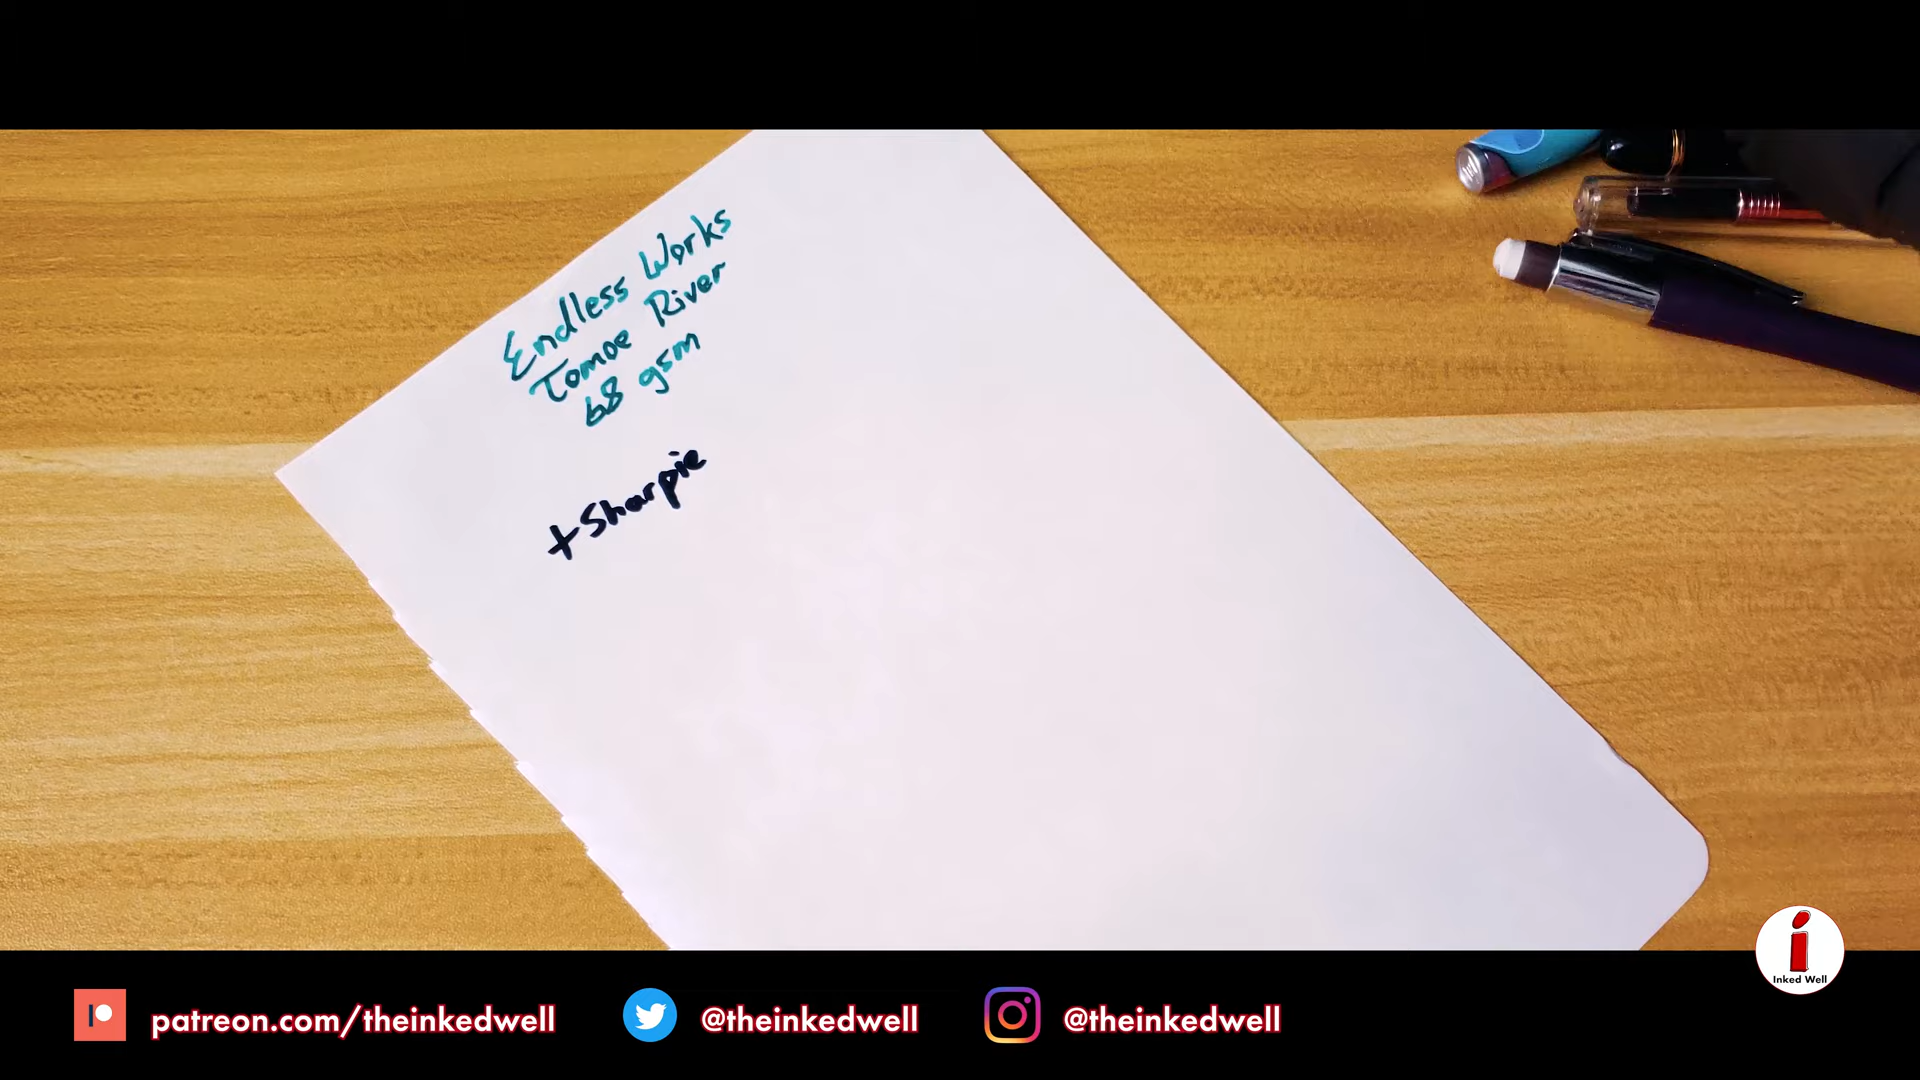 Endless Works
Tomoe River
68 gsm
+Sharpie
i
Inked Well
patreon.com/theinkedwell
@theinkedwell
@theinkedwell